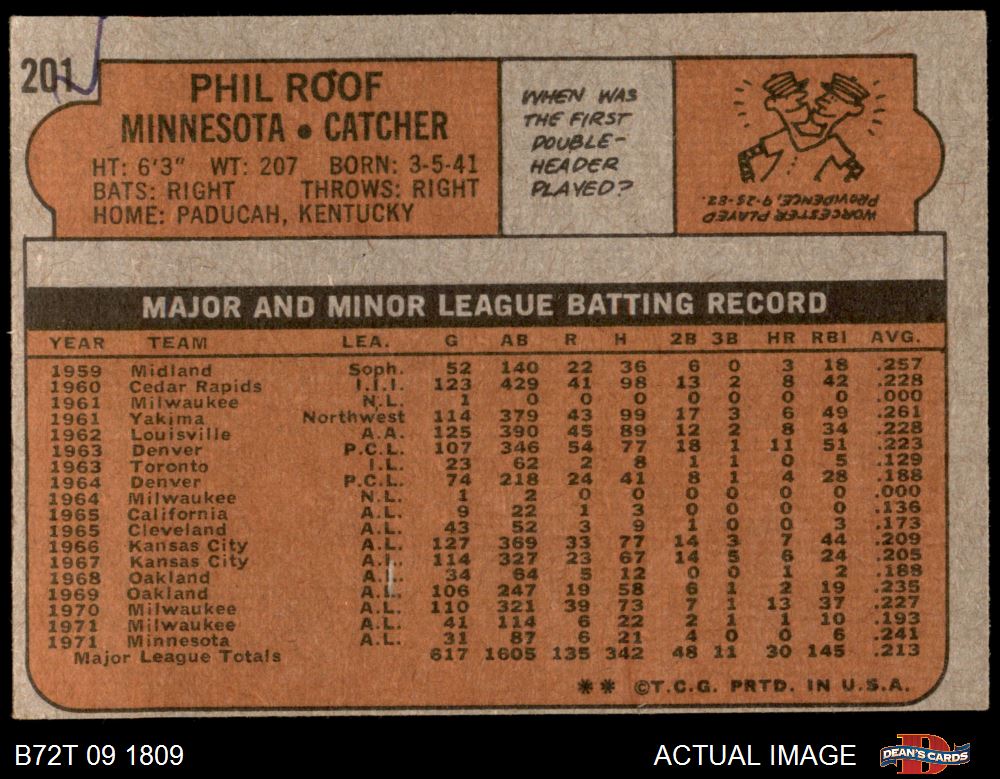 201
PHIL ROOF
MINNESOTA • CATCHER
HT: 6'3" WT: 207 BORN: 3-5-41
BATS: RIGHT THROWS: RIGHT
HOME: PADUCAH, KENTUCKY
WHEN WAS
THE FIRST
DOUBLE-
HEADER
PLAYED?
WORCESTER PLAYED
PROVIDENCE, 9-25-82.
MAJOR AND MINOR LEAGUE BATTING RECORD
YEAR TEAM LEA. G AB R H 2B 3B HR RBI AVG.
1959 Midland Soph. 52 140 22 36 6 0 3 18 .257
1960 Cedar Rapids I.I.I. 123 429 41 98 13 2 8 42 .228
1961 Milwaukee N.L. 1 0 0 0 0 0 0 0 .000
1961 Yakima Northwest 114 379 43 99 17 3 6 49 .261
1962 Louisville A.A. 125 390 45 89 12 2 8 34 .228
1963 Denver P.C.L. 107 346 54 77 18 1 11 51 .223
1963 Toronto I.L. 23 62 2 8 1 1 0 5 .129
1964 Denver P.C.L. 74 218 24 41 8 1 4 28 .188
1964 Milwaukee N.L. 1 2 0 0 0 0 0 0 .000
1965 California A.L. 9 22 1 3 0 0 0 0 .136
1965 Cleveland A.L. 43 52 3 9 1 0 0 3 .173
1966 Kansas City A.L. 127 369 33 77 14 3 7 44 .209
1967 Kansas City A.L. 114 327 23 67 14 5 6 24 .205
1968 Oakland A.L. 34 64 5 12 0 0 1 2 .188
1969 Oakland A.L. 106 247 19 58 6 1 2 19 .235
1970 Milwaukee A.L. 110 321 39 73 7 1 13 37 .227
1971 Milwaukee A.L. 41 114 6 22 2 1 1 10 .193
1971 Minnesota A.L. 31 87 6 21 4 0 0 6 .241
Major League Totals 617 1605 135 342 48 11 30 145 .213
** ©T.C.G. PRTD. IN U.S.A.
B72T 09 1809
ACTUAL IMAGE
DEAN'S CARDS